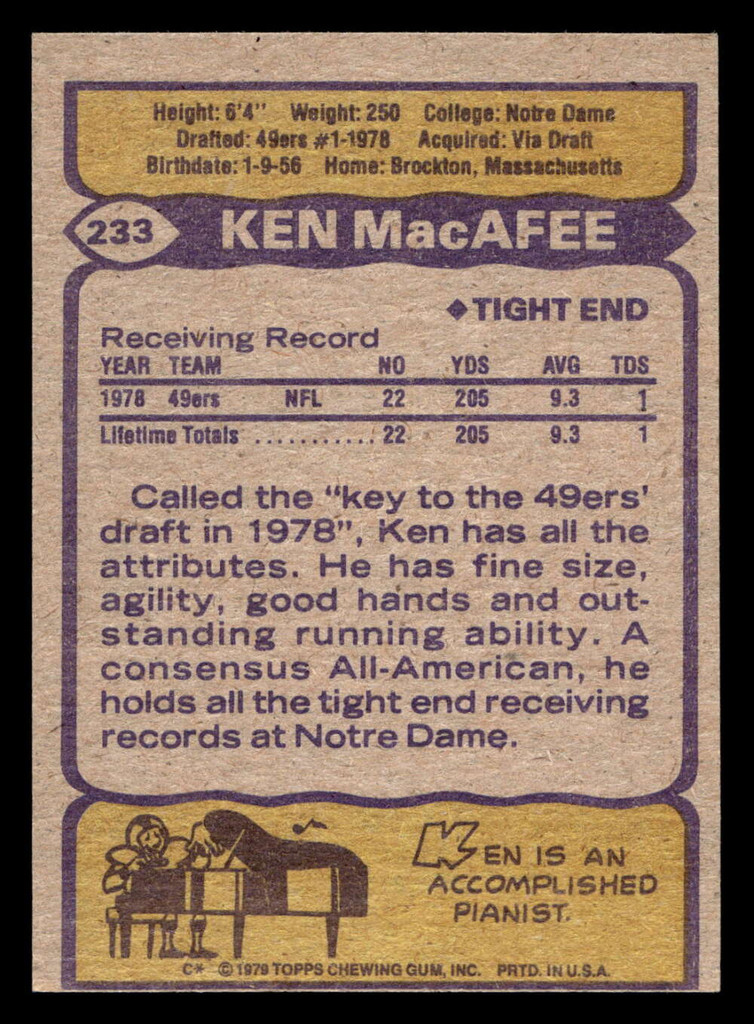 Height: 6'4" Weight: 250 College: Notre Dame
Drafted: 49ers #1-1978 Acquired: Via Draft
Birthdate: 1-9-56 Home: Brockton, Massachusetts
233 KEN MacAFEE
◆TIGHT END
Receiving Record
YEAR TEAM NO YDS AVG TDS
1978 49ers NFL 22 205 9.3 1
Lifetime Totals ........... 22 205 9.3 1
Called the "key to the 49ers'
draft in 1978", Ken has all the
attributes. He has fine size,
agility, good hands and out-
standing running ability. A
consensus All-American, he
holds all the tight end receiving
records at Notre Dame.
KEN IS AN
ACCOMPLISHED
PIANIST.
C* © 1979 TOPPS CHEWING GUM, INC. PRTD. IN U.S.A.